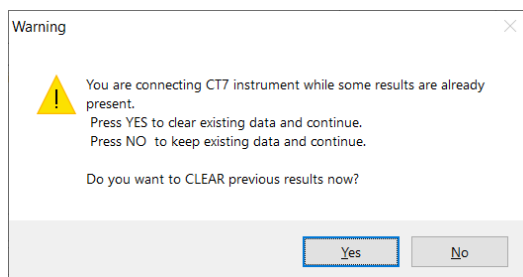 Warning
You are connecting CT7 instrument while some results are already
present.
Press YES to clear existing data and continue.
Press NO  to keep existing data and continue.
Do you want to CLEAR previous results now?
Yes
No